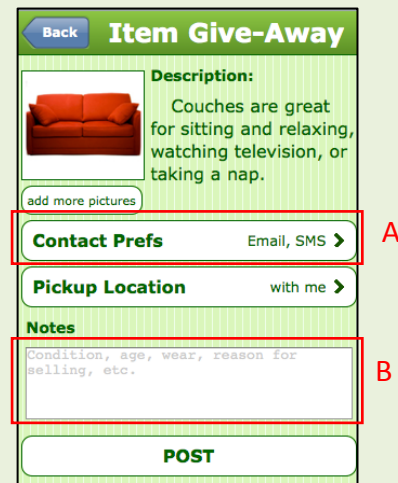 Back Item Give-Away
Description:
Couches are great
for sitting and relaxing,
watching television, or
taking a nap.
add more pictures
Contact Prefs Email, SMS
A
Pickup Location with me
Notes
Condition, age, wear, reason for
selling, etc.
B
POST